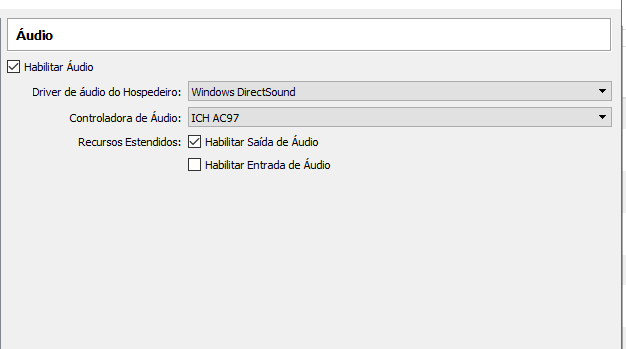 Áudio
Habilitar Áudio
Driver de áudio do Hospedeiro: Windows DirectSound
Controladora de Áudio: ICH AC97
Recursos Estendidos: Habilitar Saída de Áudio
Habilitar Entrada de Áudio